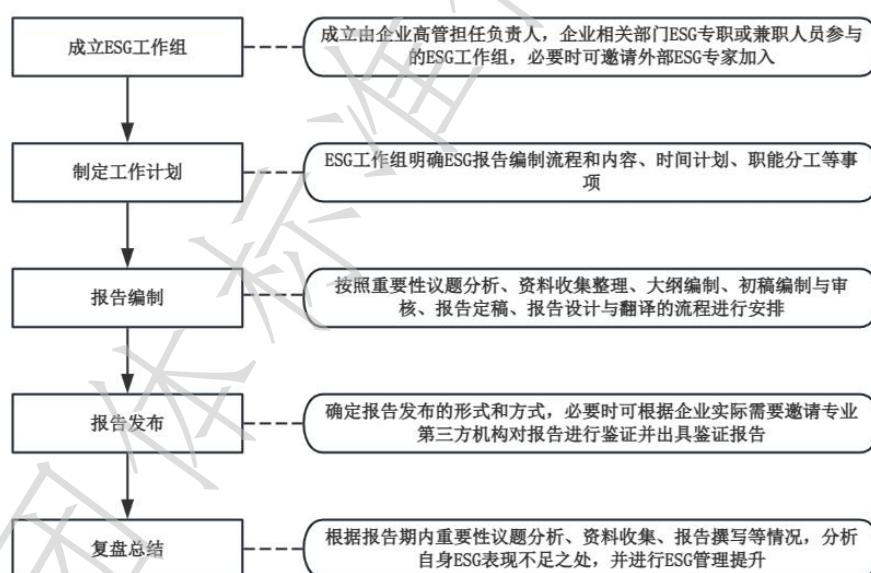 成立ESG工作组
成立由企业高管担任负责人，企业相关部门ESG专职或兼职人员参与
的ESG工作组，必要时可邀请外部ESG专家加入
制定工作计划
ESG工作组明确ESG报告编制流程和内容、时间计划、职能分工等事
项
报告编制
按照重要性议题分析、资料收集整理、大纲编制、初稿编制与审
核、报告定稿、报告设计与翻译的流程进行安排
报告发布
确定报告发布的形式和方式，必要时可根据企业实际需要邀请专业
第三方机构对报告进行鉴证并出具鉴证报告
复盘总结
根据报告期内重要性议题分析、资料收集、报告撰写等情况，分析
自身ESG表现不足之处，并进行ESG管理提升
团体标准